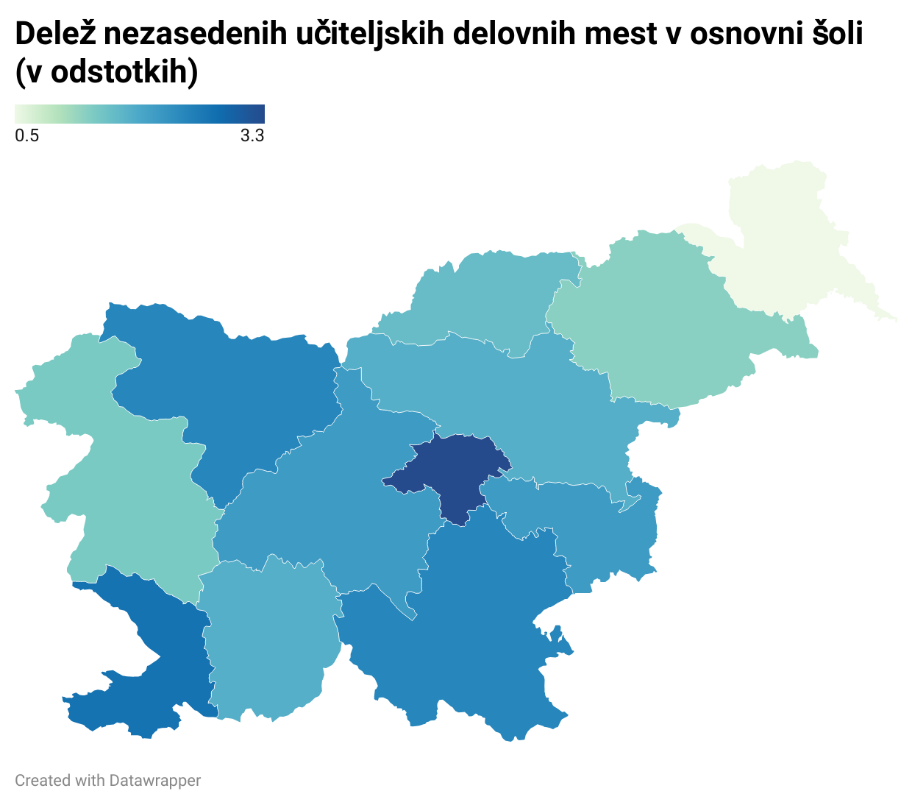 Delež nezasedenih učiteljskih delovnih mest v osnovni šoli
(v odstotkih)
0.5 3.3
Created with Datawrapper